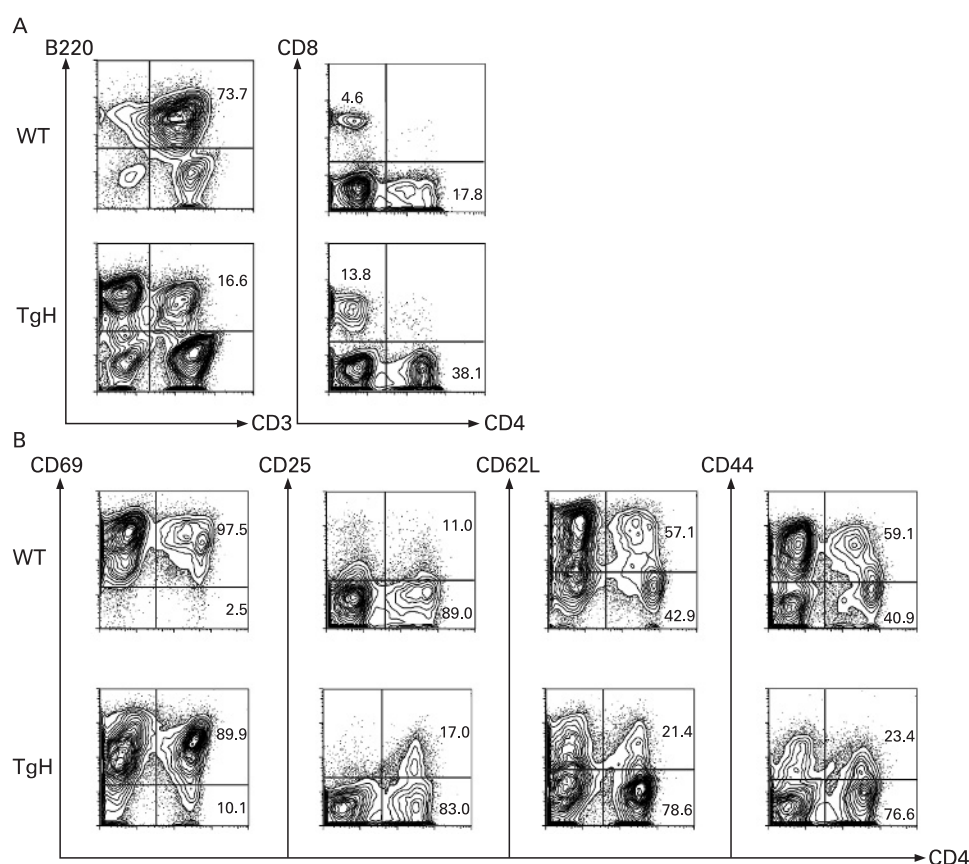 A
B220 CD8
WT 73.7 4.6 17.8
TgH 16.6 13.8 38.1
CD3 CD4
B
CD69 CD25 CD62L CD44
WT 97.5 2.5 11.0 89.0 57.1 42.9 59.1 40.9
TgH 89.9 10.1 17.0 83.0 21.4 78.6 23.4 76.6
CD4